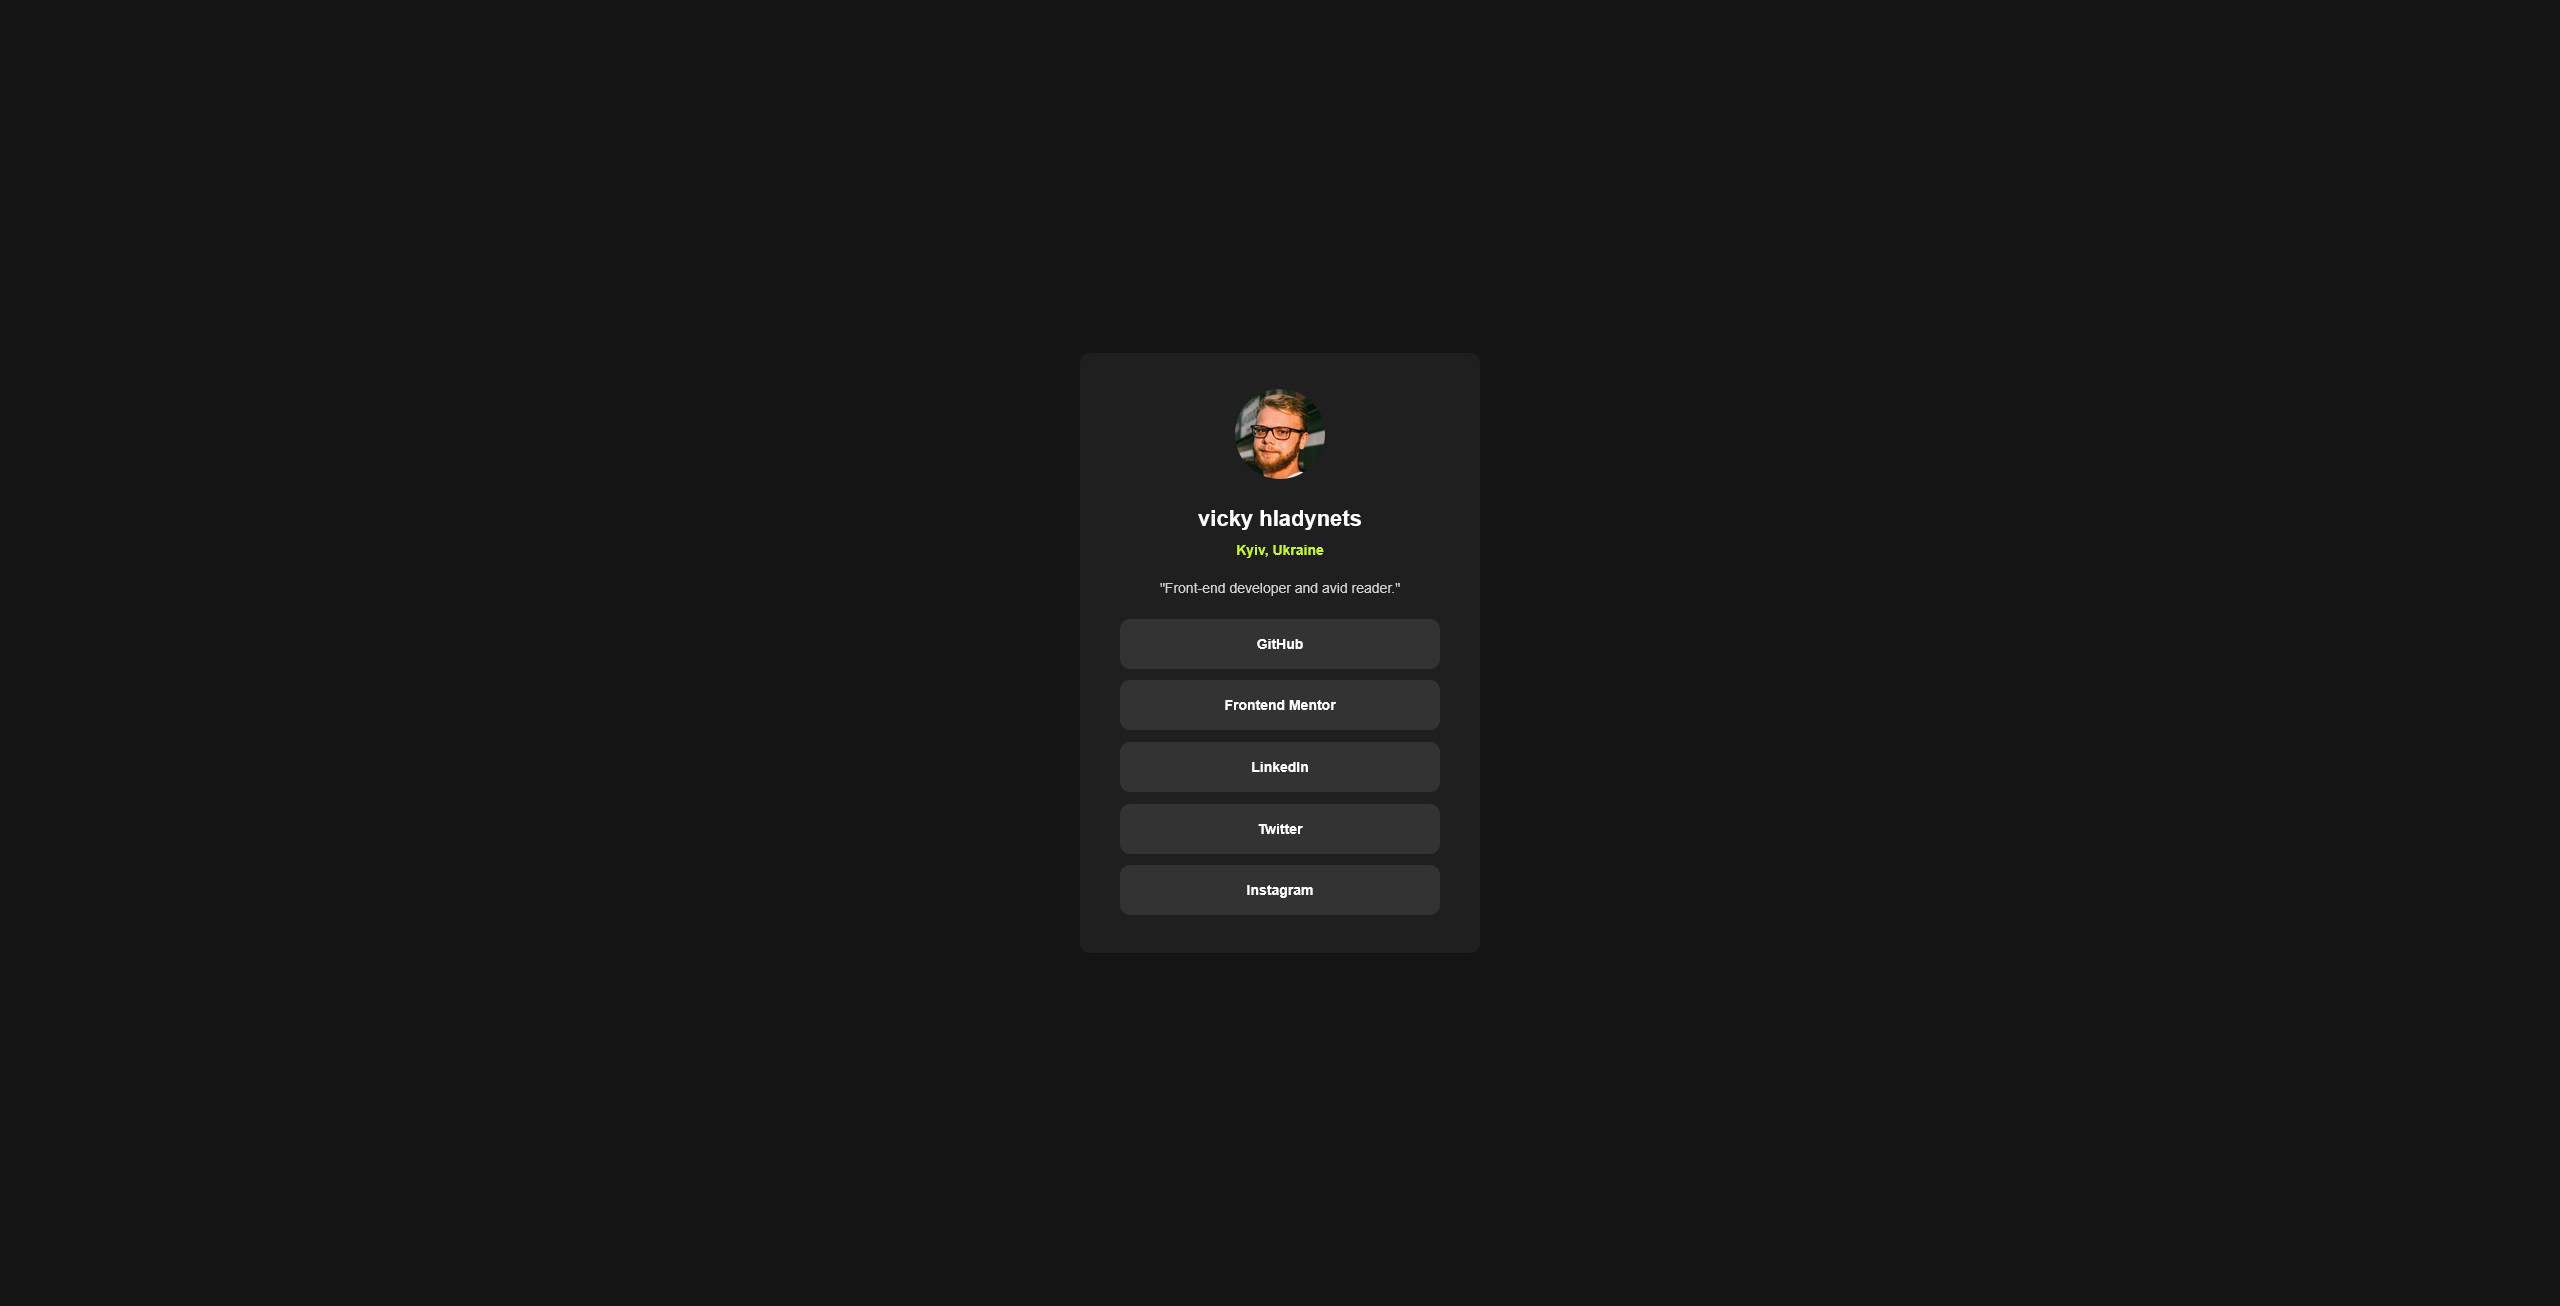 vicky hladynets
Kyiv, Ukraine
"Front-end developer and avid reader."
GitHub
Frontend Mentor
LinkedIn
Twitter
Instagram